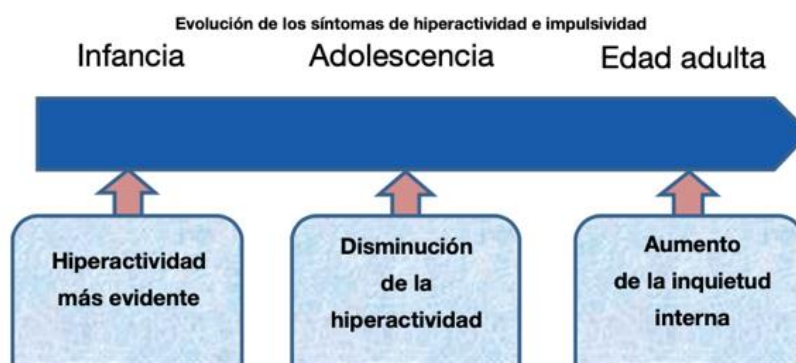 Evolución de los síntomas de hiperactividad e impulsividad
Infancia
Adolescencia
Edad adulta
Hiperactividad
más evidente
Disminución
de la
hiperactividad
Aumento
de la inquietud
interna